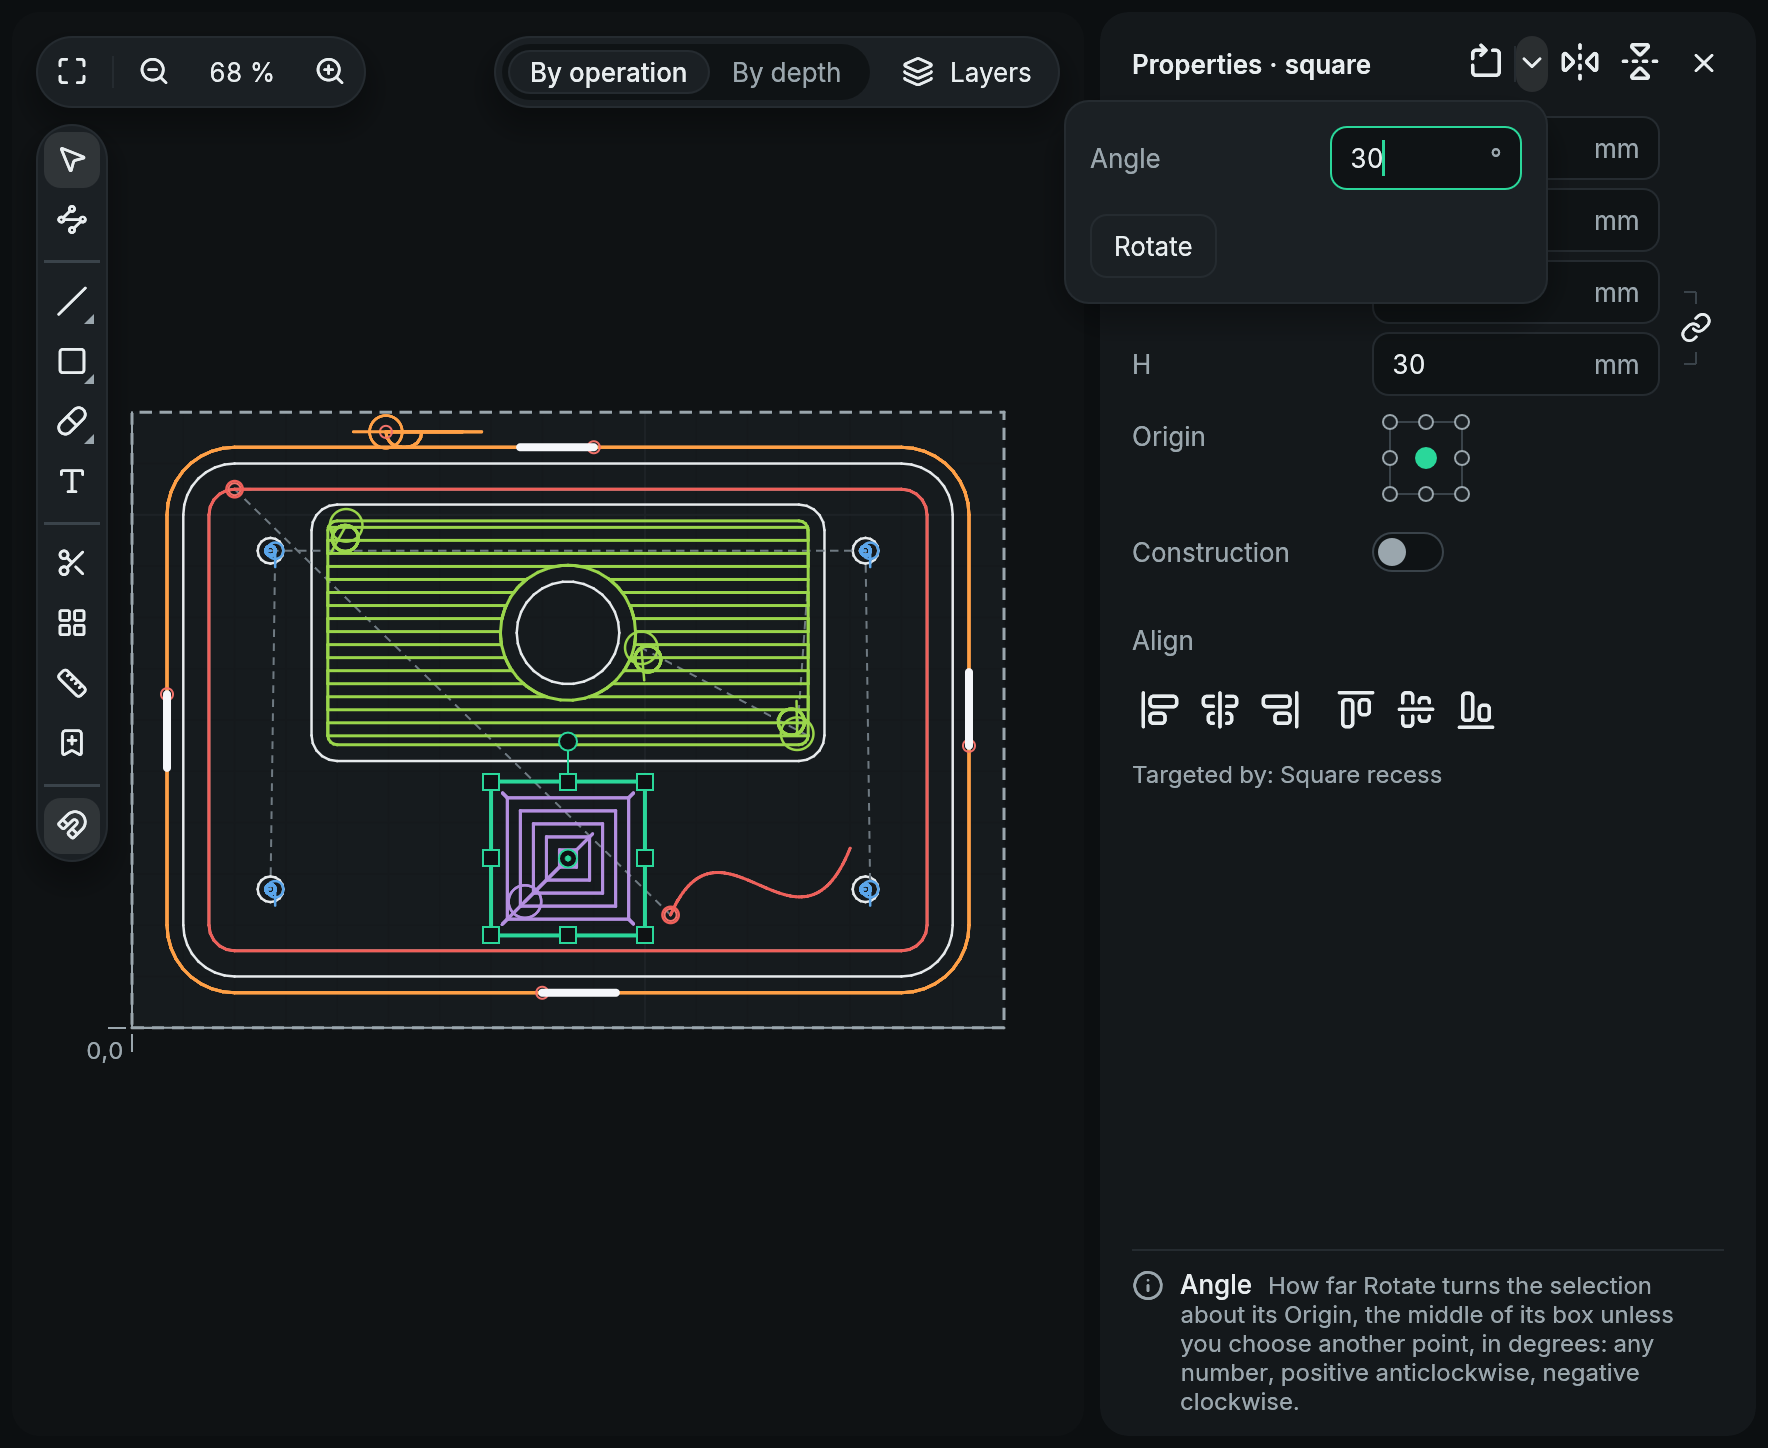 68 %
By operation
By depth
Layers
Properties · square
Angle
30
°
Rotate
mm
mm
mm
H
30
mm
Origin
Construction
Align
Targeted by: Square recess
0,0
Angle How far Rotate turns the selection
about its Origin, the middle of its box unless
you choose another point, in degrees: any
number, positive anticlockwise, negative
clockwise.